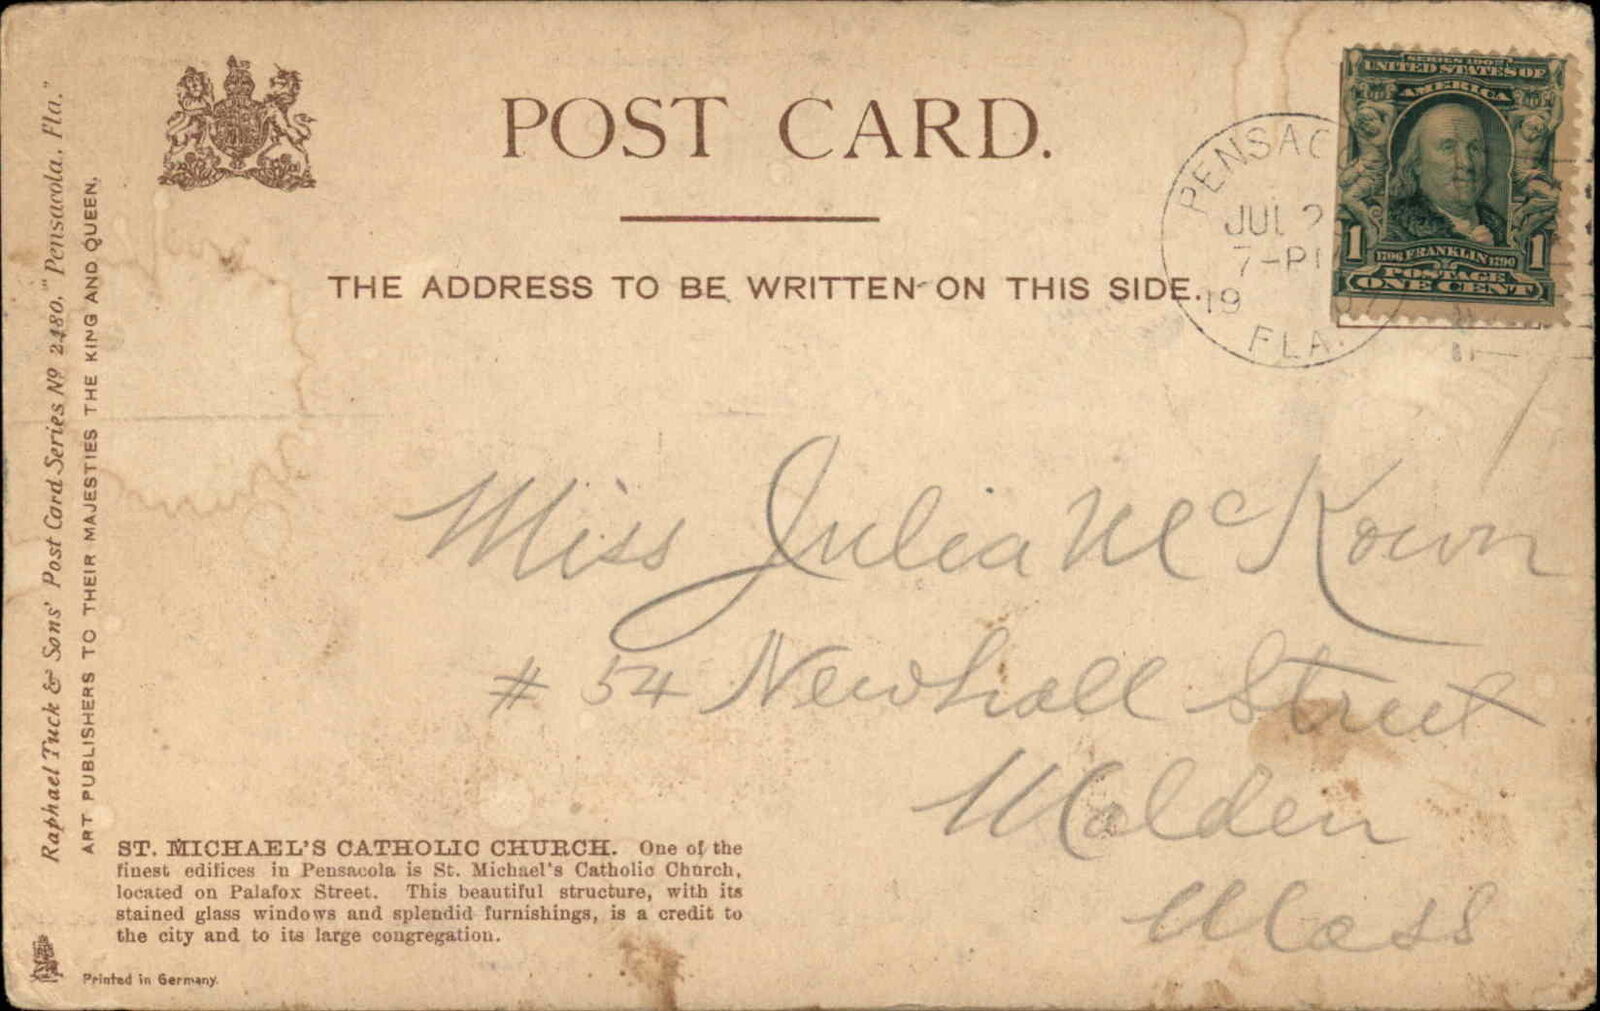 POST CARD.
THE ADDRESS TO BE WRITTEN ON THIS SIDE.
SERIES 1902
UNITED STATES OF
AMERICA
1 1706 FRANKLIN 1790 1
POSTAGE
ONE CENT
PENSAC
JUL 2
7-P
19
FLA.
Raphael Tuck & Sons' Post Card Series Nº 2480, "Pensacola, Fla."
ART PUBLISHERS TO THEIR MAJESTIES THE KING AND QUEEN.
Miss Julia McKown
# 54 Newhall Street
Malden
Mass
ST. MICHAEL'S CATHOLIC CHURCH. One of the
finest edifices in Pensacola is St. Michael's Catholic Church,
located on Palafox Street. This beautiful structure, with its
stained glass windows and splendid furnishings, is a credit to
the city and to its large congregation.
Printed in Germany.